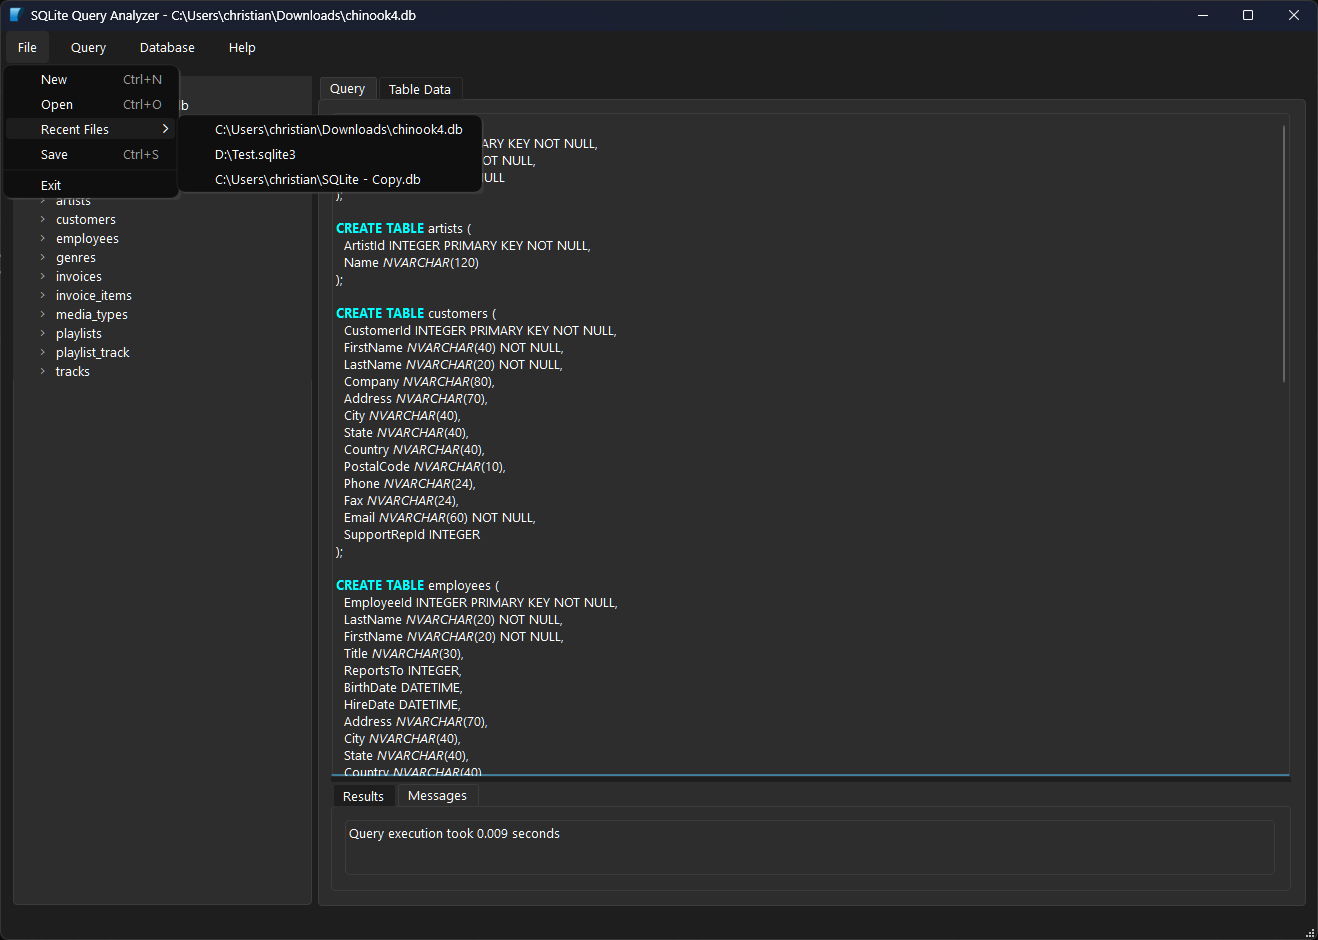 SQLite Query Analyzer - C:\Users\christian\Downloads\chinook4.db
File Query Database Help
New Ctrl+N
Open Ctrl+O
Recent Files
Save Ctrl+S
Exit
C:\Users\christian\Downloads\chinook4.db
D:\Test.sqlite3
C:\Users\christian\SQLite - Copy.db
db
artists
customers
employees
genres
invoices
invoice_items
media_types
playlists
playlist_track
tracks
Query Table Data
ARY KEY NOT NULL,
OT NULL,
ULL
);
CREATE TABLE artists (
ArtistId INTEGER PRIMARY KEY NOT NULL,
Name NVARCHAR(120)
);
CREATE TABLE customers (
CustomerId INTEGER PRIMARY KEY NOT NULL,
FirstName NVARCHAR(40) NOT NULL,
LastName NVARCHAR(20) NOT NULL,
Company NVARCHAR(80),
Address NVARCHAR(70),
City NVARCHAR(40),
State NVARCHAR(40),
Country NVARCHAR(40),
PostalCode NVARCHAR(10),
Phone NVARCHAR(24),
Fax NVARCHAR(24),
Email NVARCHAR(60) NOT NULL,
SupportRepId INTEGER
);
CREATE TABLE employees (
EmployeeId INTEGER PRIMARY KEY NOT NULL,
LastName NVARCHAR(20) NOT NULL,
FirstName NVARCHAR(20) NOT NULL,
Title NVARCHAR(30),
ReportsTo INTEGER,
BirthDate DATETIME,
HireDate DATETIME,
Address NVARCHAR(70),
City NVARCHAR(40),
State NVARCHAR(40),
Country NVARCHAR(40)
Results Messages
Query execution took 0.009 seconds